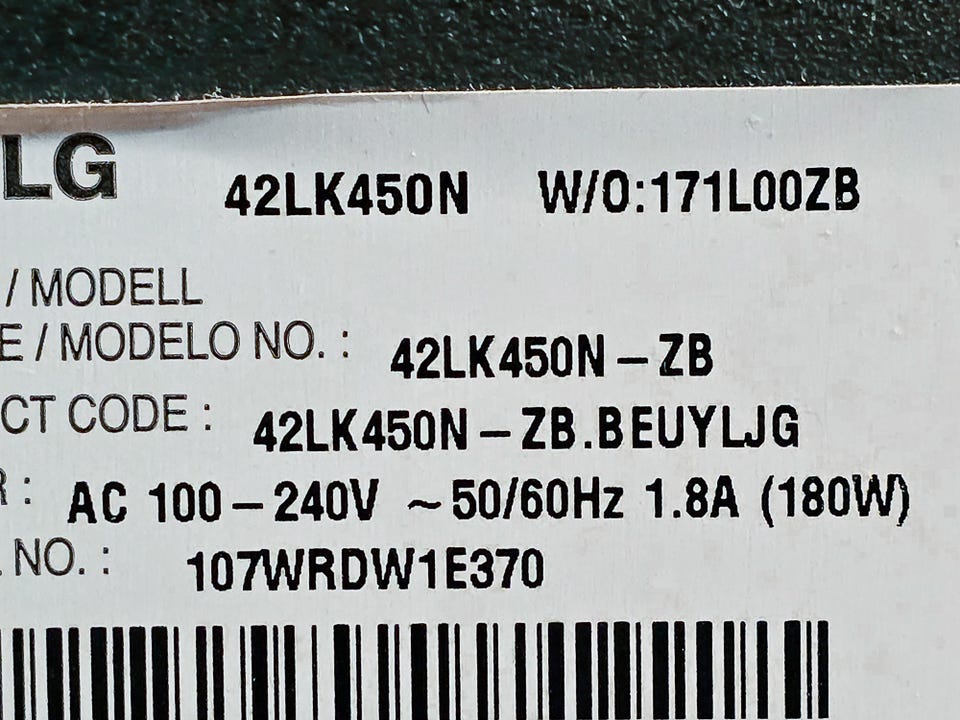 LG 42LK450N W/O:171L00ZB
/ MODELL
E / MODELO NO. : 42LK450N-ZB
CT CODE : 42LK450N-ZB.BEUYLJG
R : AC 100-240V ~50/60Hz 1.8A (180W)
. NO. : 107WRDW1E370